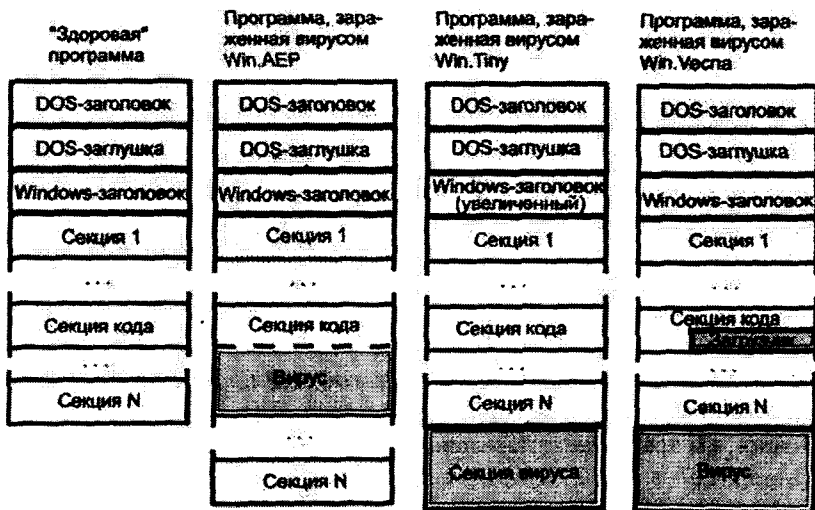 "Здоровая"
программа
DOS-заголовок
DOS-заглушка
Windows-заголовок
Секция 1
...
Секция кода
...
Секция N
Программа, зара-
женная вирусом
Win.AEP
DOS-заголовок
DOS-заглушка
Windows-заголовок
Секция 1
...
Секция кода
Вирус
...
Секция N
Программа, зара-
женная вирусом
Win.Tiny
DOS-заголовок
DOS-заглушка
Windows-заголовок
(увеличенный)
Секция 1
...
Секция кода
...
Секция N
Секция вируса
Программа, зара-
женная вирусом
Win.Vecna
DOS-заголовок
DOS-заглушка
Windows-заголовок
Секция 1
...
Секция кода
...
Секция N
Вирус